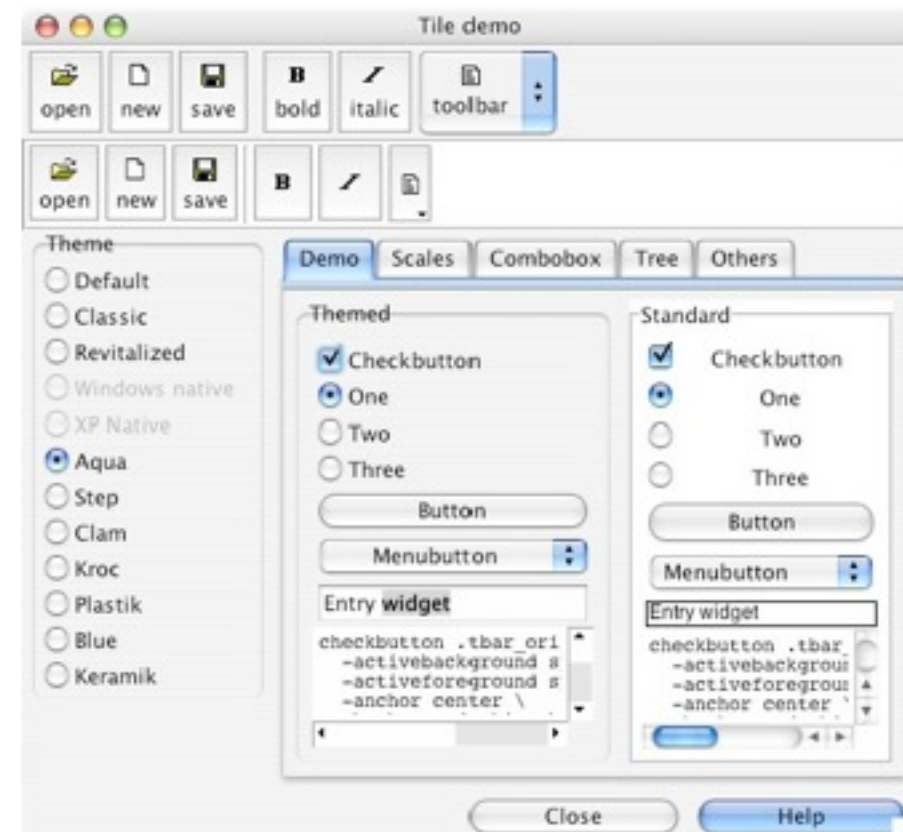 Tile demo
open new save B bold I italic toolbar
open new save B I
Theme
Default
Classic
Revitalized
Windows native
XP Native
Aqua
Step
Clam
Kroc
Plastik
Blue
Keramik
Demo Scales Combobox Tree Others
Themed
Checkbutton
One
Two
Three
Button
Menubutton
Entry widget
checkbutton .tbar_ori
-activebackground s
-activeforeground s
-anchor center \
Standard
Checkbutton
One
Two
Three
Button
Menubutton
Entry widget
checkbutton .tbar_
-activebackgroun
-activeforegroun
-anchor center \
Close Help